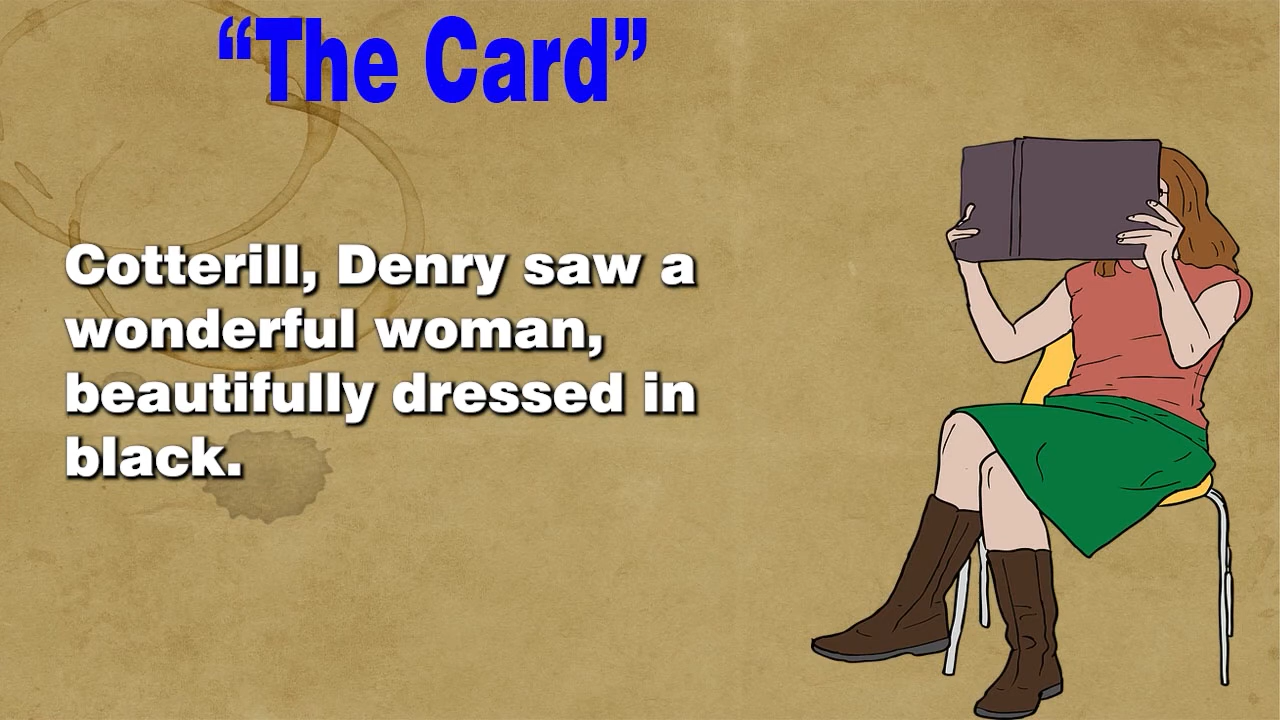 “The Card”
Cotterill, Denry saw a
wonderful woman,
beautifully dressed in
black.